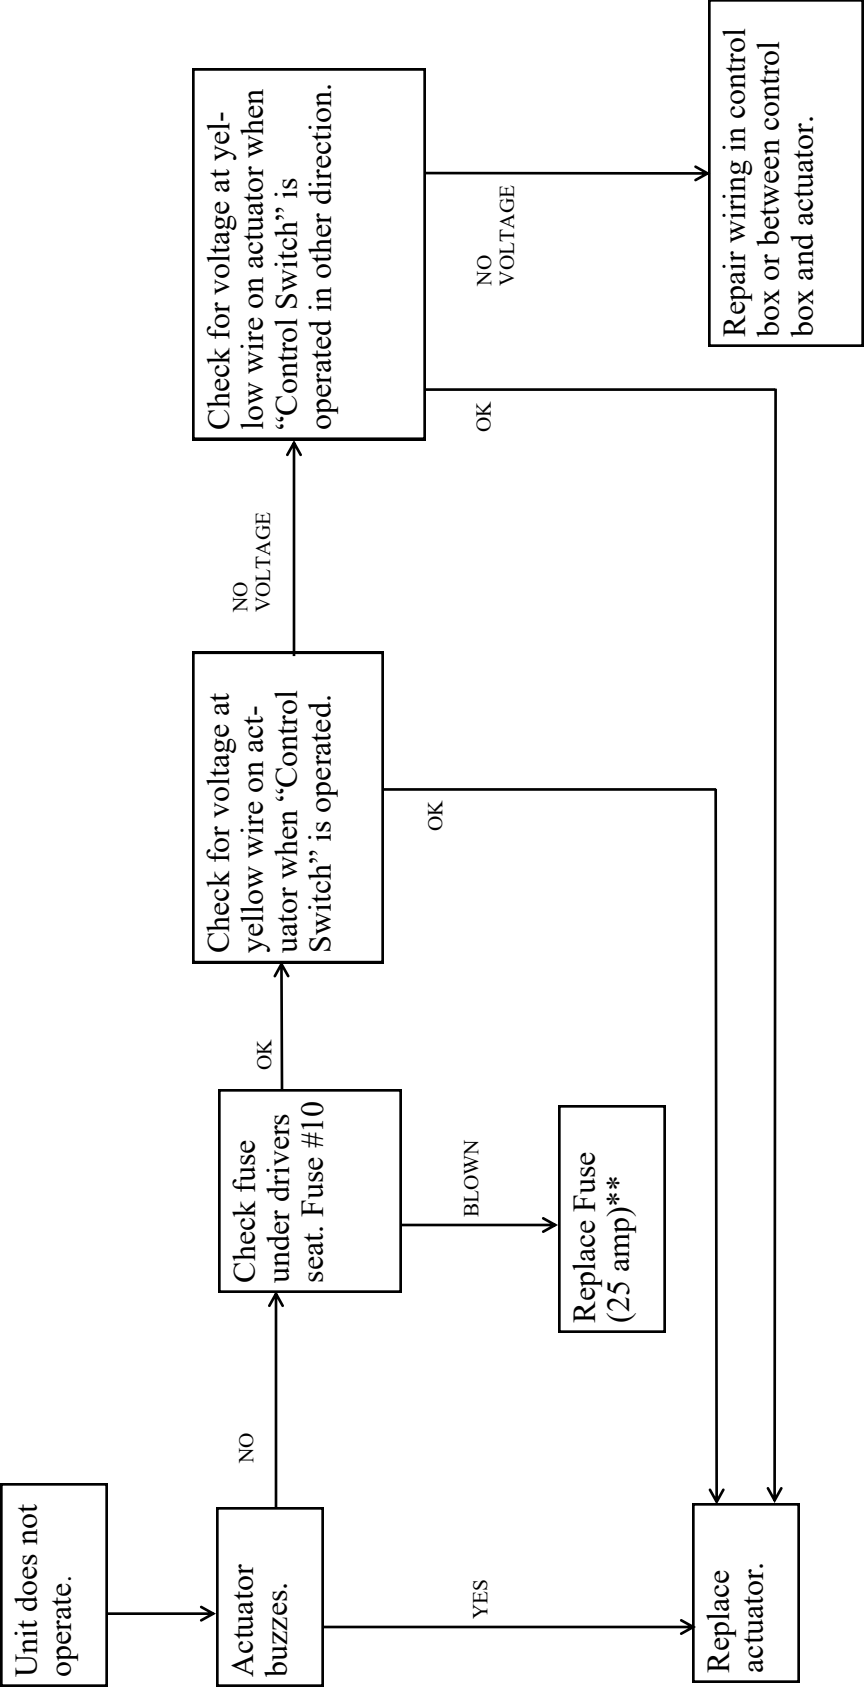 Unit does not
operate.
Actuator
buzzes.
NO
YES
Check fuse
under drivers
seat. Fuse #10
OK
BLOWN
Replace Fuse
(25 amp)**
Check for voltage at
yellow wire on act-
uator when “Control
Switch” is operated.
NO
VOLTAGE
OK
Check for voltage at yel-
low wire on actuator when
“Control Switch” is
operated in other direction.
NO
VOLTAGE
OK
Repair wiring in control
box or between control
box and actuator.
Replace
actuator.